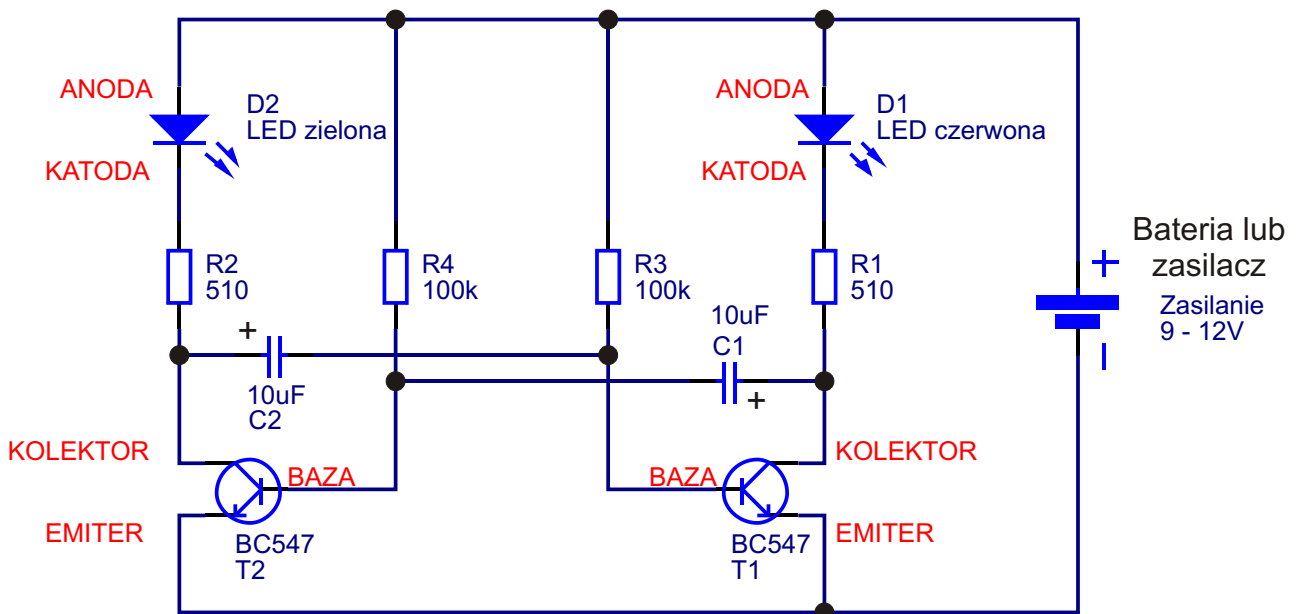 ANODA
D2
LED zielona
KATODA
ANODA
D1
LED czerwona
KATODA
R2
510
R4
100k
R3
100k
R1
510
Bateria lub
zasilacz
+
Zasilanie
9 - 12V
+
10uF
C2
10uF
C1
+
KOLEKTOR
BAZA
EMITER
BC547
T2
BAZA
KOLEKTOR
EMITER
BC547
T1